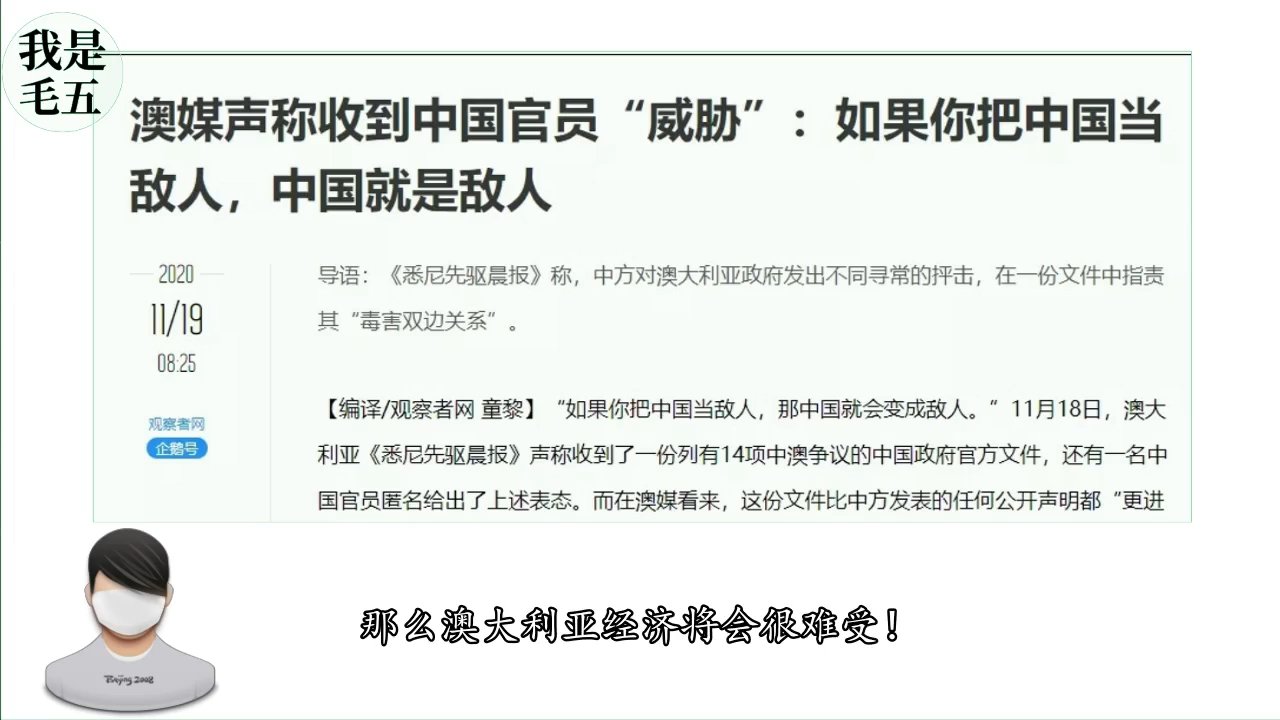 我是
毛五
澳媒声称收到中国官员“威胁”：如果你把中国当
敌人，中国就是敌人
2020
11/19
08:25
观察者网
企鹅号
导语：《悉尼先驱晨报》称，中方对澳大利亚政府发出不同寻常的抨击，在一份文件中指责
其“毒害双边关系”。
【编译/观察者网 童黎】“如果你把中国当敌人，那中国就会变成敌人。”11月18日，澳大
利亚《悉尼先驱晨报》声称收到了一份列有14项中澳争议的中国政府官方文件，还有一名中
国官员匿名给出了上述表态。而在澳媒看来，这份文件比中方发表的任何公开声明都“更进
Beijing 2008
那么澳大利亚经济将会很难受！